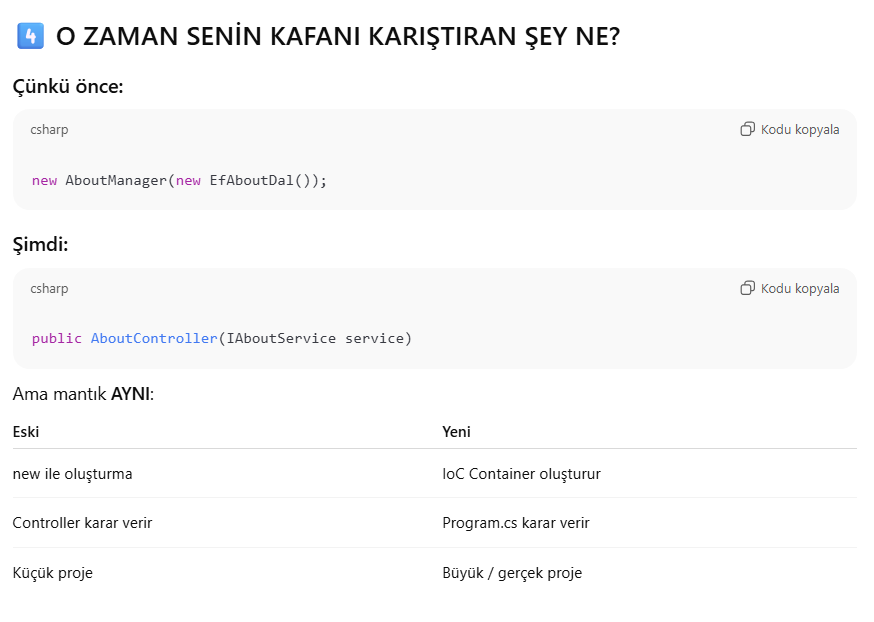 4 O ZAMAN SENİN KAFANI KARIŞTIRAN ŞEY NE?
Çünkü önce:
csharp Kodu kopyala
new AboutManager(new EfAboutDal());
Şimdi:
csharp Kodu kopyala
public AboutController(IAboutService service)
Ama mantık AYNI:
Eski Yeni
new ile oluşturma IoC Container oluşturur
Controller karar verir Program.cs karar verir
Küçük proje Büyük / gerçek proje